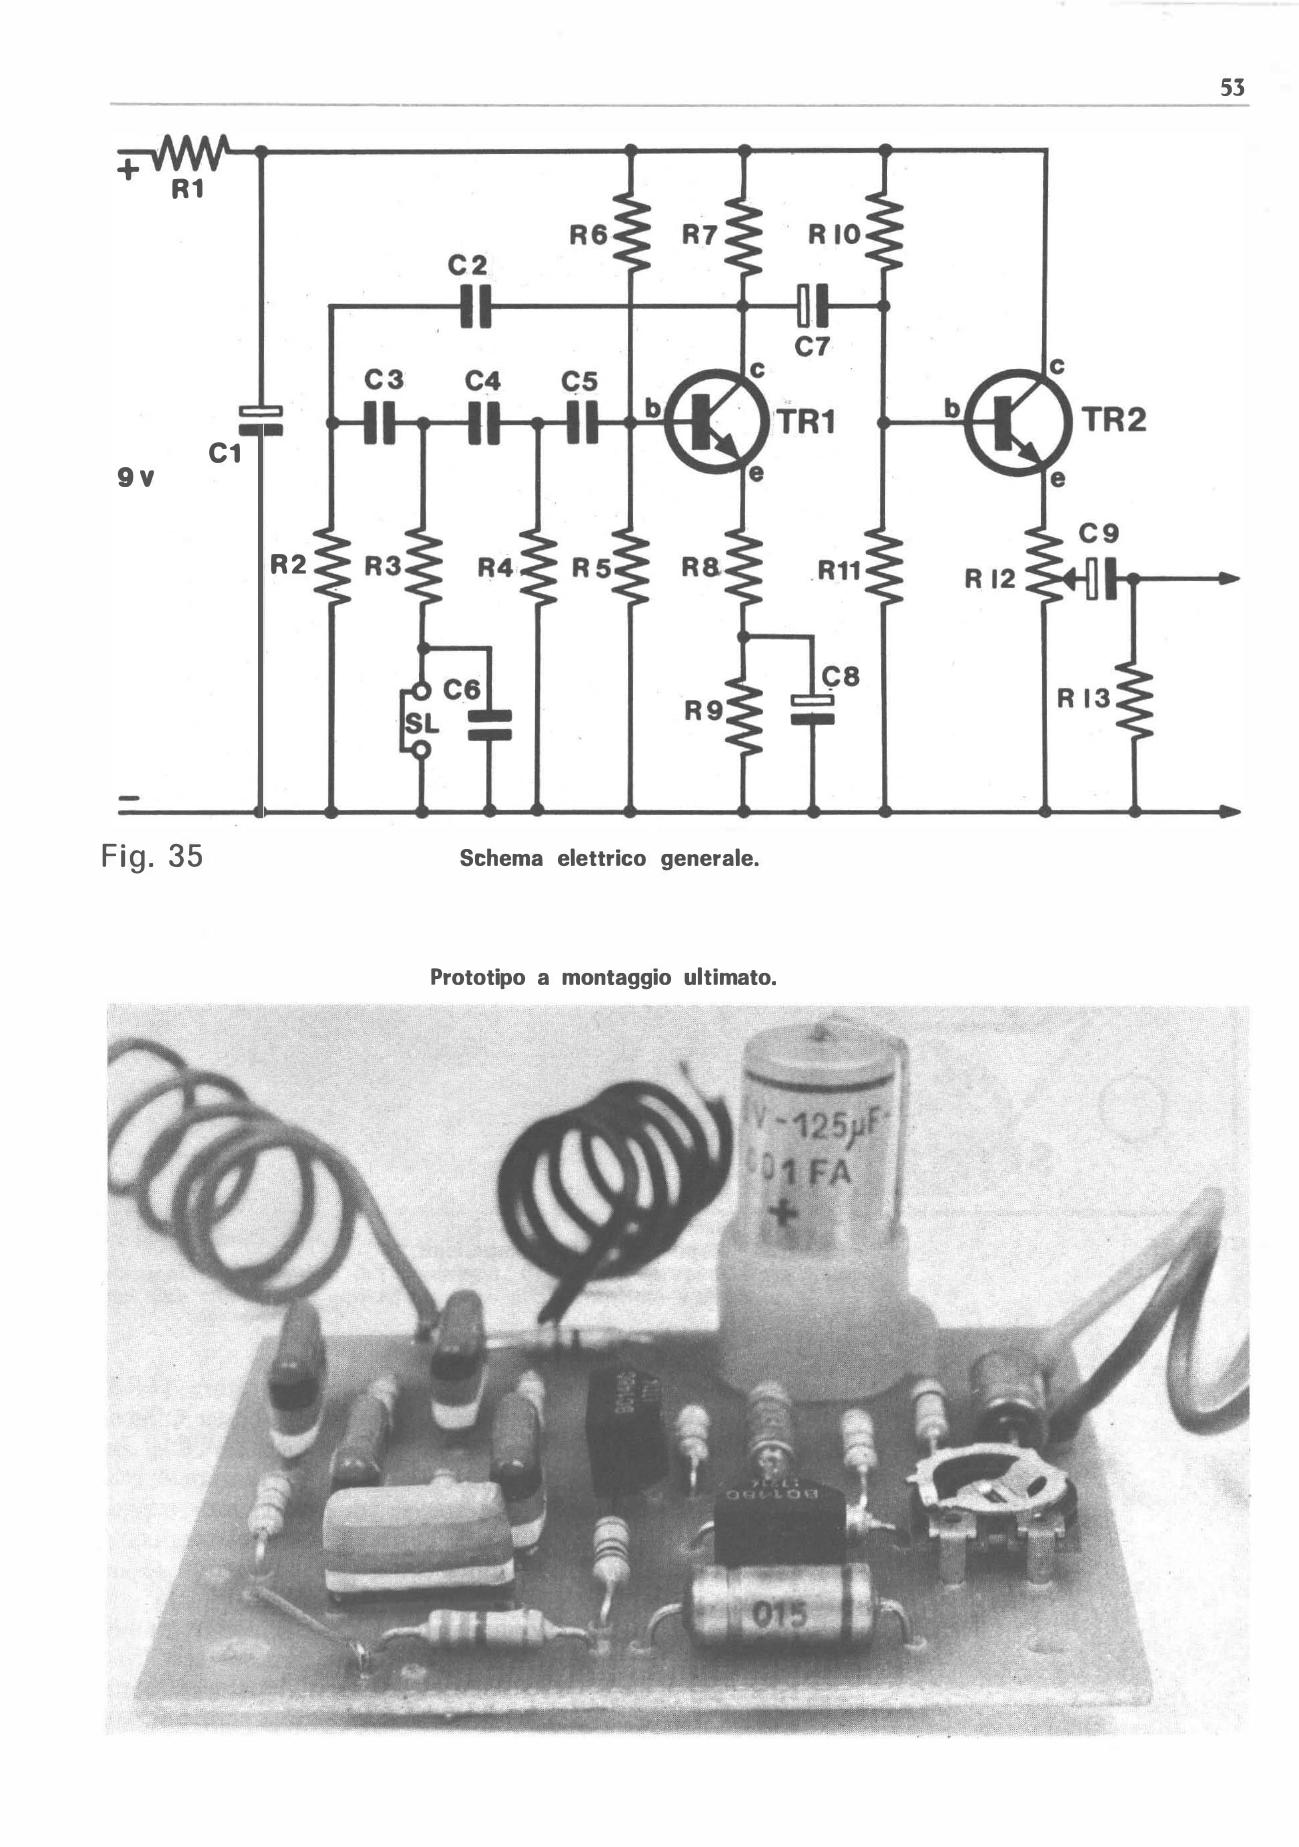 53
+
R1
R6
R7
R10
C2
C7
C3
C4
C5
b
c
TR1
e
b
c
TR2
e
C1
9 v
R2
R3
R4
R5
R8
R11
R12
C9
C6
SL
R9
C8
R13
−
Fig. 35
Schema elettrico generale.
Prototipo a montaggio ultimato.
V-125µF-
01 FA
+
BC148C
BC148C
015